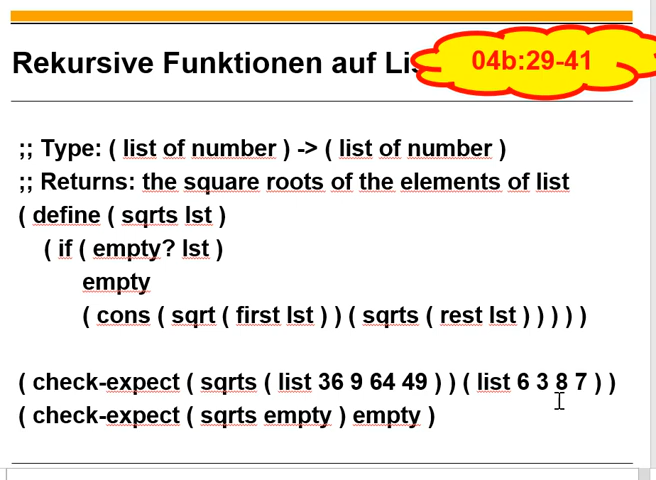 Rekursive Funktionen auf Lis
04b:29-41
;; Type: ( list of number ) -> ( list of number )
;; Returns: the square roots of the elements of list
( define ( sqrts lst )
( if ( empty? lst )
empty
( cons ( sqrt ( first lst ) ) ( sqrts ( rest lst ) ) ) ) )
( check-expect ( sqrts ( list 36 9 64 49 ) ) ( list 6 3 8 7 ) )
( check-expect ( sqrts empty ) empty )